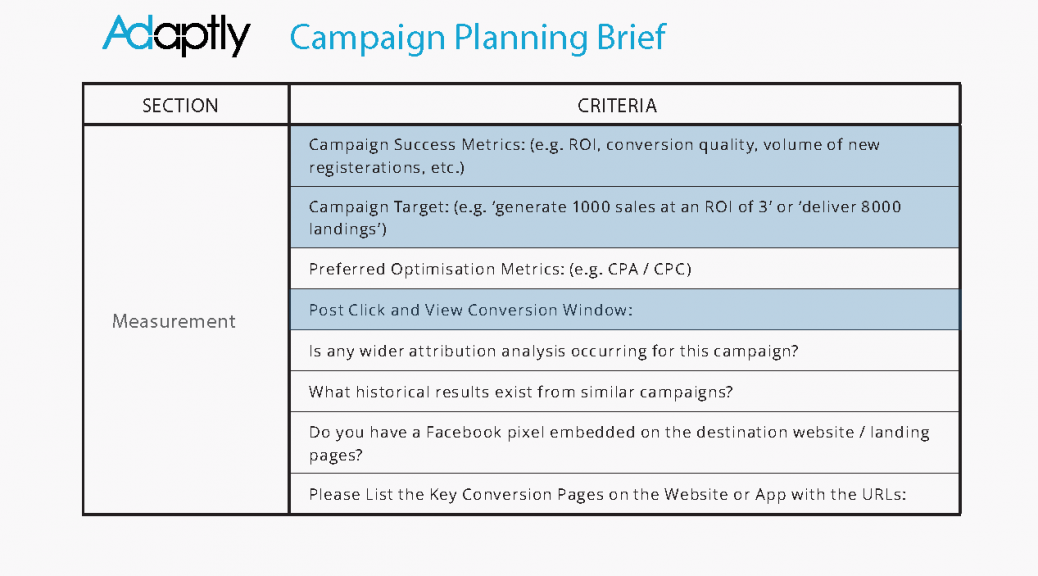 Adaptly Campaign Planning Brief
SECTION CRITERIA
Campaign Success Metrics: (e.g. ROI, conversion quality, volume of new
registerations, etc.)
Campaign Target: (e.g. ‘generate 1000 sales at an ROI of 3’ or ‘deliver 8000
landings’)
Preferred Optimisation Metrics: (e.g. CPA / CPC)
Post Click and View Conversion Window:
Measurement
Is any wider attribution analysis occurring for this campaign?
What historical results exist from similar campaigns?
Do you have a Facebook pixel embedded on the destination website / landing
pages?
Please List the Key Conversion Pages on the Website or App with the URLs: